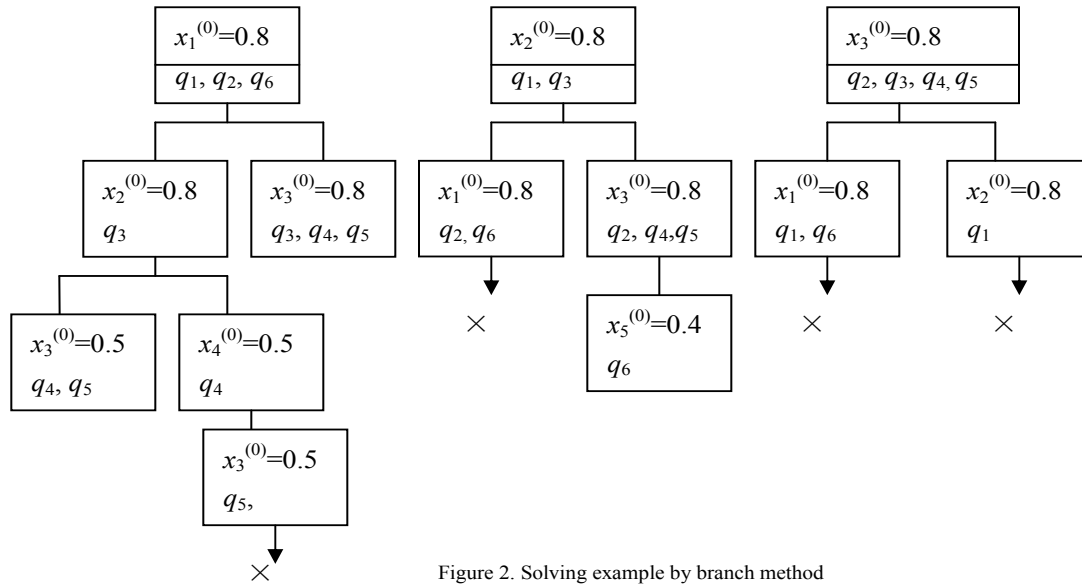 x₁⁽⁰⁾=0.8
q₁, q₂, q₆
x₂⁽⁰⁾=0.8
q₁, q₃
x₃⁽⁰⁾=0.8
q₂, q₃, q₄, q₅
x₂⁽⁰⁾=0.8
q₃
x₃⁽⁰⁾=0.8
q₃, q₄, q₅
x₁⁽⁰⁾=0.8
q₂, q₆
x₃⁽⁰⁾=0.8
q₂, q₄,q₅
x₁⁽⁰⁾=0.8
q₁, q₆
x₂⁽⁰⁾=0.8
q₁
x₃⁽⁰⁾=0.5
q₄, q₅
x₄⁽⁰⁾=0.5
q₄
×
x₅⁽⁰⁾=0.4
q₆
×
×
x₃⁽⁰⁾=0.5
q₅,
×
Figure 2. Solving example by branch method